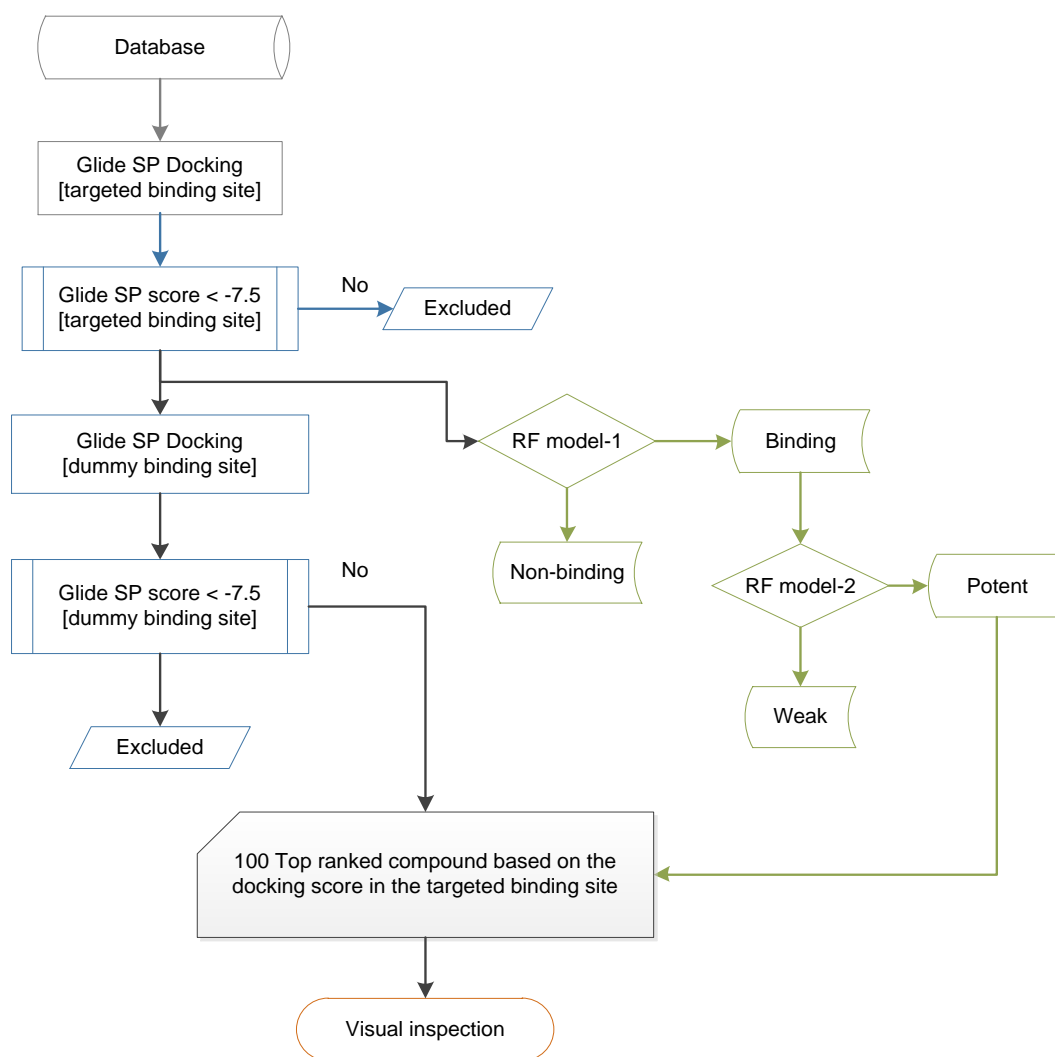 Database
Glide SP Docking
[targeted binding site]
Glide SP score < -7.5
[targeted binding site]
No
Excluded
Glide SP Docking
[dummy binding site]
RF model-1
Binding
Non-binding
Glide SP score < -7.5
[dummy binding site]
No
RF model-2
Potent
Weak
Excluded
100 Top ranked compound based on the
docking score in the targeted binding site
Visual inspection